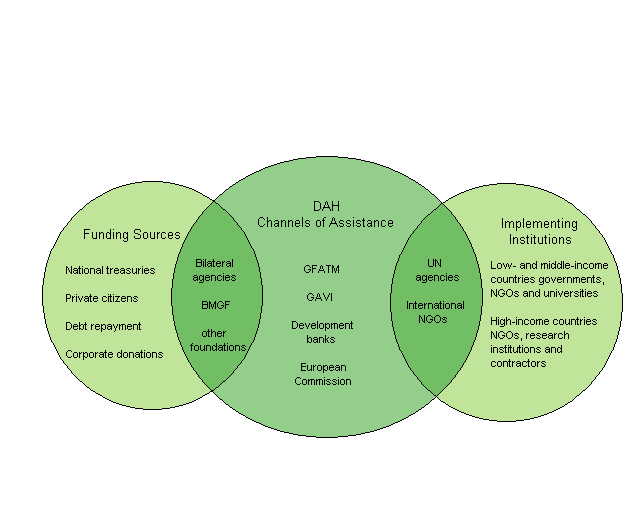 Funding Sources
National treasuries
Private citizens
Debt repayment
Corporate donations
Bilateral
agencies
BMGF
other
foundations
DAH
Channels of Assistance
GFATM
GAVI
Development
banks
European
Commission
UN
agencies
International
NGOs
Implementing
Institutions
Low- and middle-income
countries governments,
NGOs and universities
High-income countries
NGOs, research
institutions and
contractors